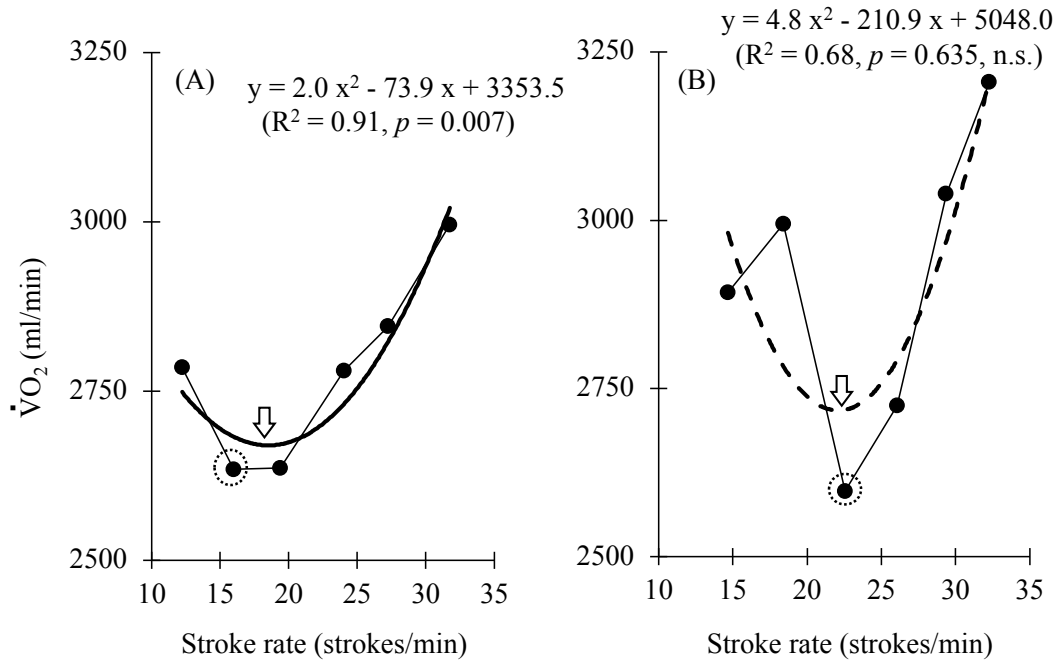 (A)
y = 2.0 x² - 73.9 x + 3353.5
(R² = 0.91, p = 0.007)
3250
3000
2750
2500
10 15 20 25 30 35
Stroke rate (strokes/min)
V̇O₂ (ml/min)
y = 4.8 x² - 210.9 x + 5048.0
(R² = 0.68, p = 0.635, n.s.)
(B)
3250
3000
2750
2500
10 15 20 25 30 35
Stroke rate (strokes/min)